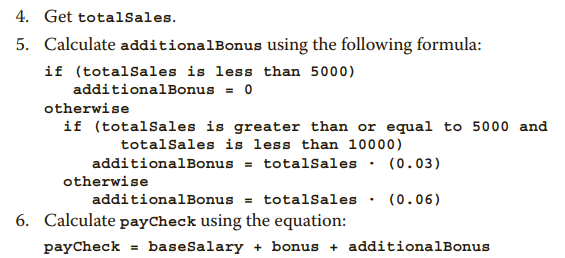 4. Get totalSales.
5. Calculate additionalBonus using the following formula:
if (totalSales is less than 5000)
additionalBonus = 0
otherwise
if (totalSales is greater than or equal to 5000 and
totalSales is less than 10000)
additionalBonus = totalSales · (0.03)
otherwise
additionalBonus = totalSales · (0.06)
6. Calculate payCheck using the equation:
payCheck = baseSalary + bonus + additionalBonus